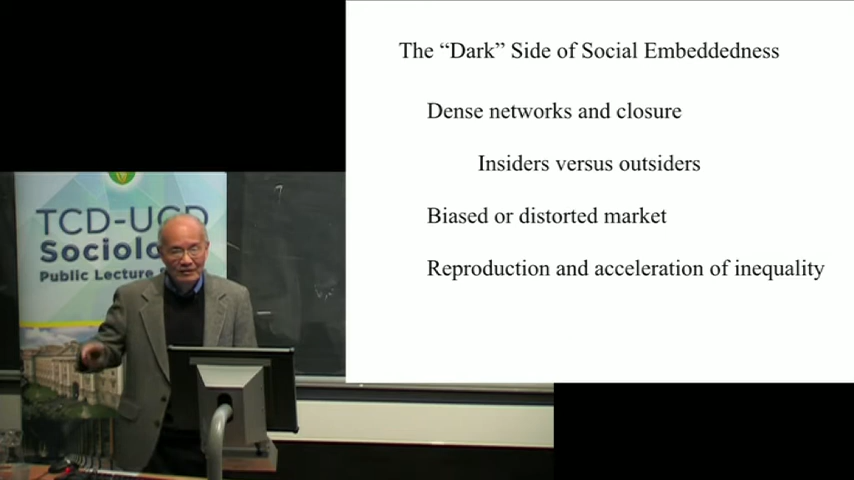 The “Dark” Side of Social Embeddedness
Dense networks and closure
Insiders versus outsiders
Biased or distorted market
Reproduction and acceleration of inequality
TCD-UCD
Sociolo
Public Lecture